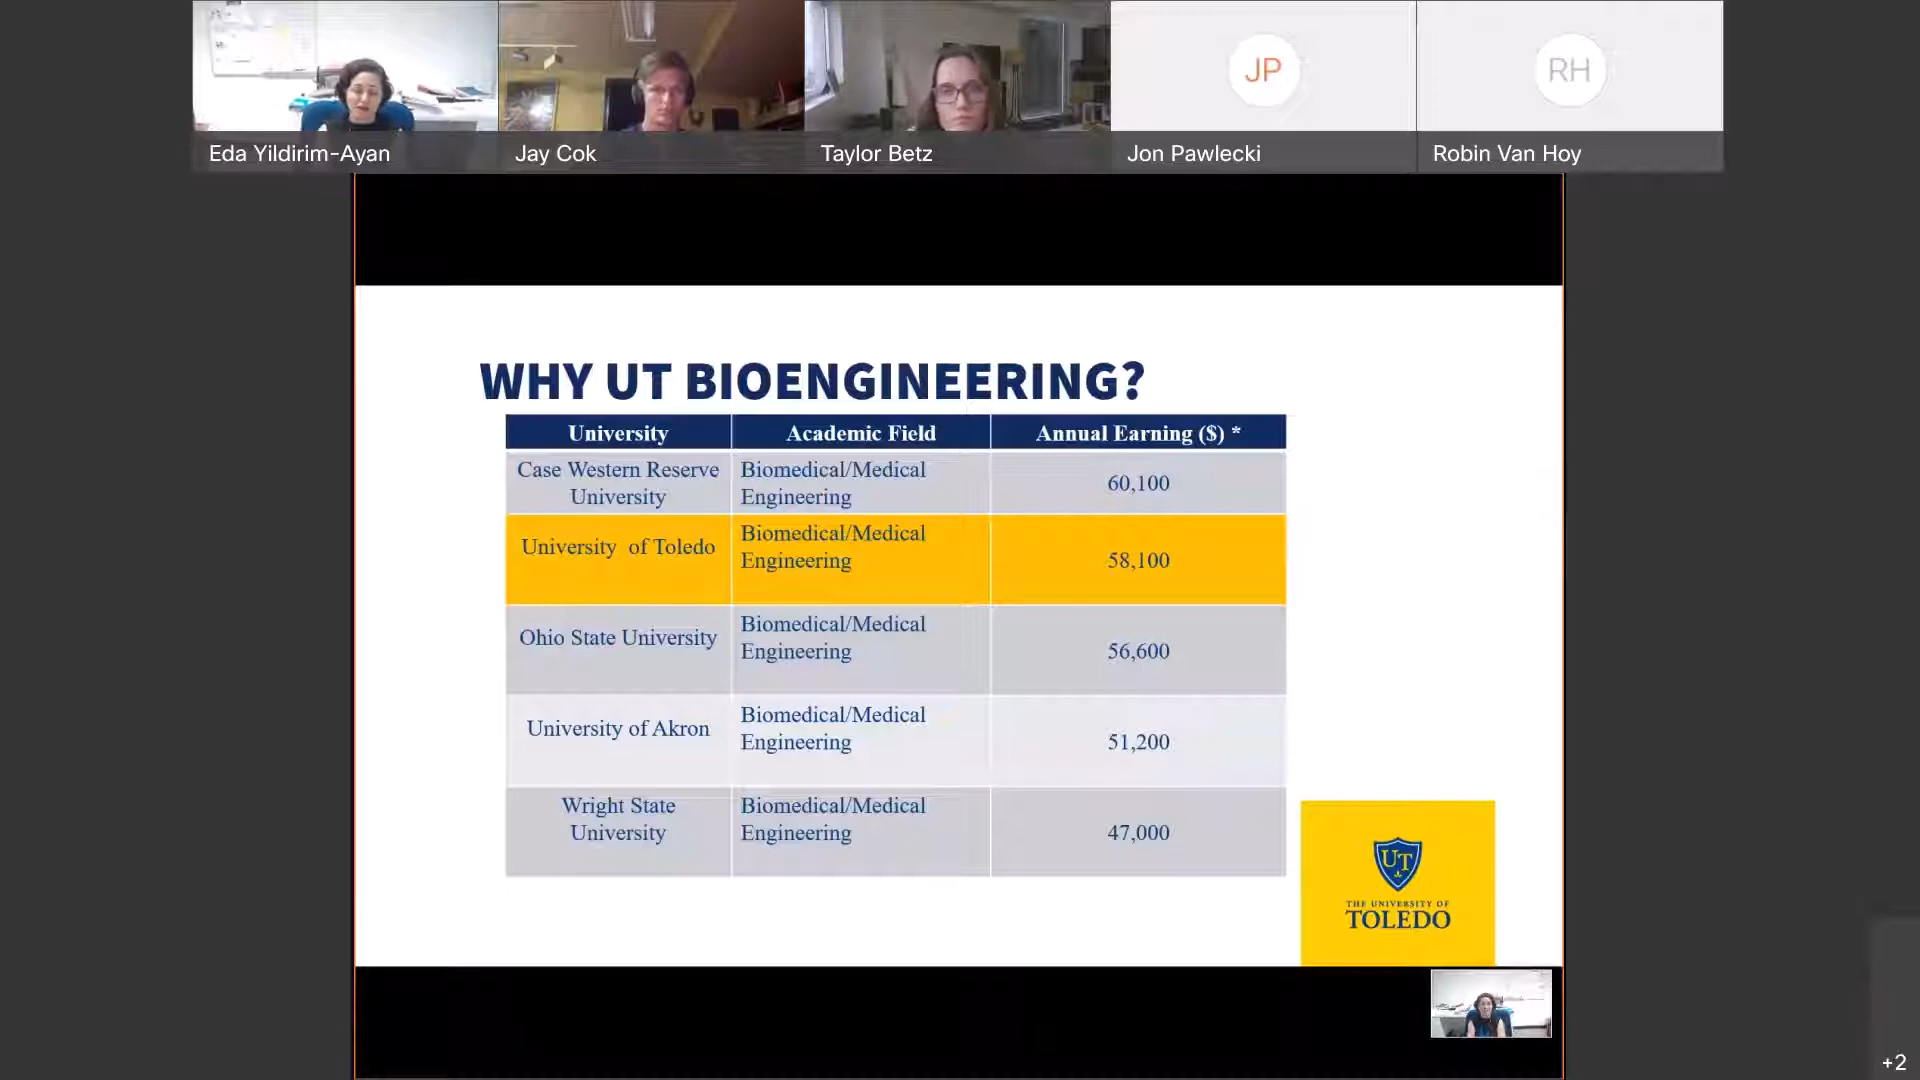 JP
RH
Eda Yildirim-Ayan
Jay Cok
Taylor Betz
Jon Pawlecki
Robin Van Hoy
WHY UT BIOENGINEERING?
University Academic Field Annual Earning ($) *
Case Western Reserve
University
Biomedical/Medical
Engineering
60,100
University of Toledo
Biomedical/Medical
Engineering
58,100
Ohio State University
Biomedical/Medical
Engineering
56,600
University of Akron
Biomedical/Medical
Engineering
51,200
Wright State
University
Biomedical/Medical
Engineering
47,000
UT
THE UNIVERSITY OF
TOLEDO
+2